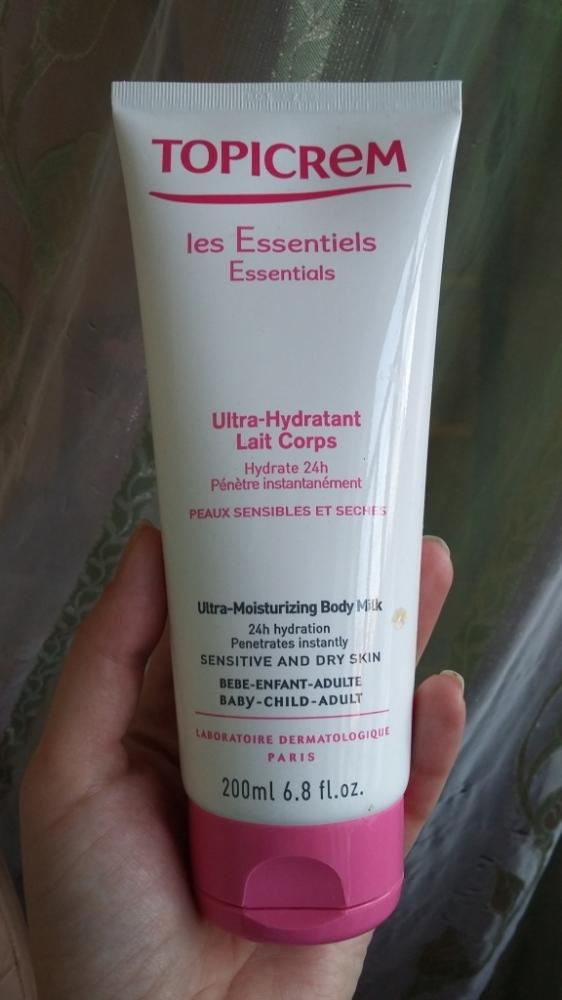 TOPICREM
les Essentiels
Essentials
Ultra-Hydratant
Lait Corps
Hydrate 24h
Pénètre instantanément
PEAUX SENSIBLES ET SECHES
Ultra-Moisturizing Body Milk
24h hydration
Penetrates instantly
SENSITIVE AND DRY SKIN
BEBE-ENFANT-ADULTE
BABY-CHILD-ADULT
LABORATOIRE DERMATOLOGIQUE
PARIS
200ml 6.8 fl.oz.